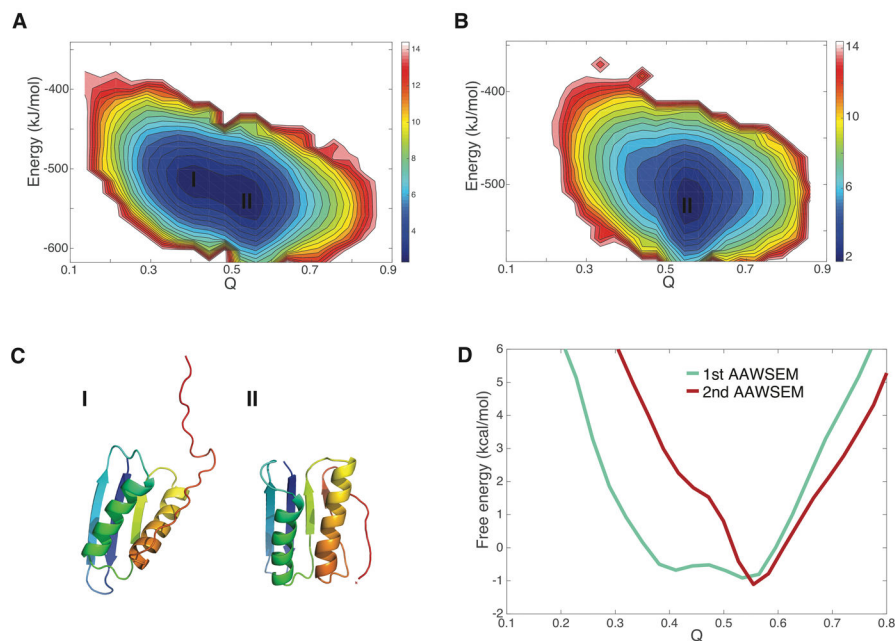 A
Energy (kJ/mol)
-400
-500
-600
0.1
0.3
0.5
0.7
0.9
Q
I
II
14
12
10
8
6
4
B
Energy (kJ/mol)
-400
-500
0.1
0.3
0.5
0.7
0.9
Q
II
14
10
6
2
C
I
II
D
Free energy (kcal/mol)
6
5
4
3
2
1
0
-1
-2
0.1
0.2
0.3
0.4
0.5
0.6
0.7
0.8
Q
1st AAWSEM
2nd AAWSEM